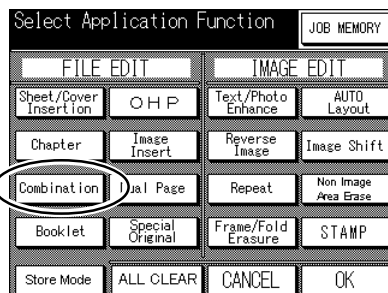 Select Application Function
JOB MEMORY
FILE EDIT
IMAGE EDIT
Sheet/Cover
Insertion
OHP
Text/Photo
Enhance
AUTO
Layout
Chapter
Image
Insert
Reverse
Image
Image Shift
Combination
Dual Page
Repeat
Non Image
Area Erase
Booklet
Special
Original
Frame/Fold
Erasure
STAMP
Store Mode
ALL CLEAR
CANCEL
OK